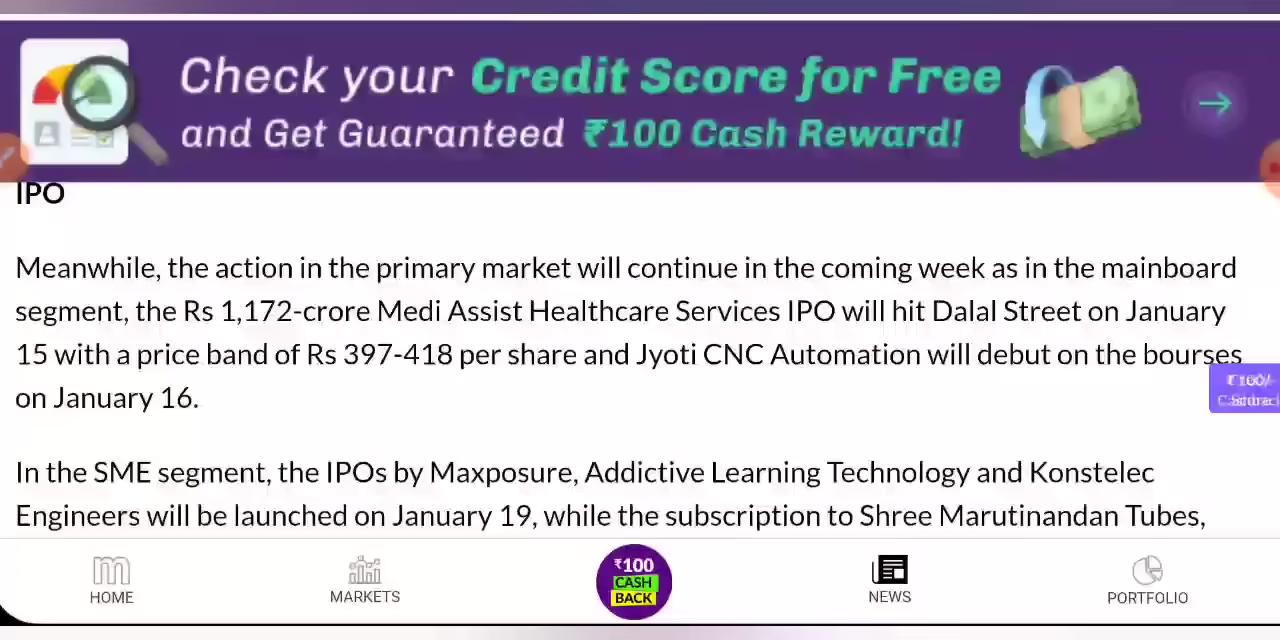 Check your Credit Score for Free
and Get Guaranteed ₹100 Cash Reward!
IPO
Meanwhile, the action in the primary market will continue in the coming week as in the mainboard
segment, the Rs 1,172-crore Medi Assist Healthcare Services IPO will hit Dalal Street on January
15 with a price band of Rs 397-418 per share and Jyoti CNC Automation will debut on the bourses
on January 16.
In the SME segment, the IPOs by Maxposure, Addictive Learning Technology and Konstelec
Engineers will be launched on January 19, while the subscription to Shree Marutinandan Tubes,
₹100
CASH
BACK
HOME
MARKETS
NEWS
PORTFOLIO